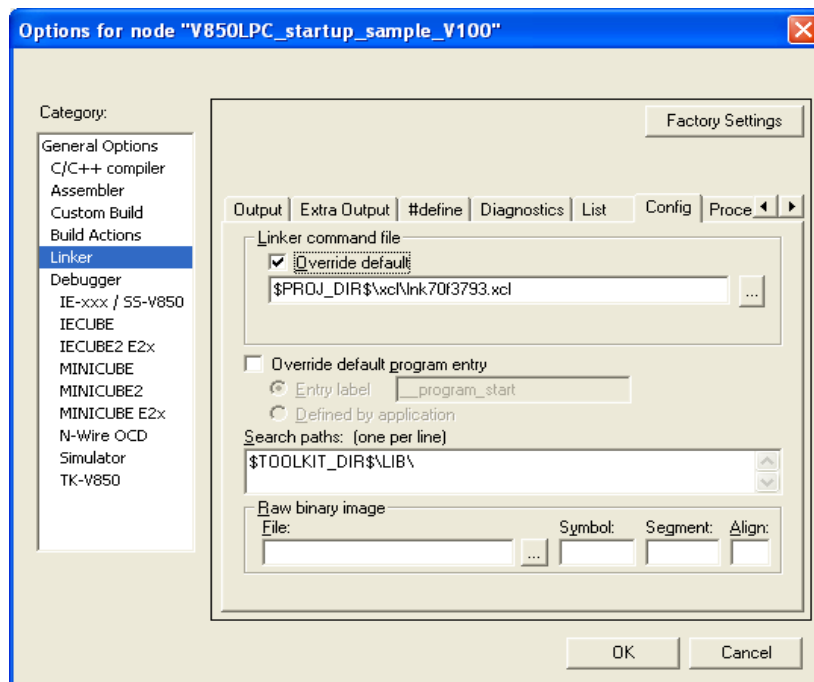 Options for node "V850LPC_startup_sample_V100"
Category:
General Options
C/C++ compiler
Assembler
Custom Build
Build Actions
Linker
Debugger
IE-xxx / SS-V850
IECUBE
IECUBE2 E2x
MINICUBE
MINICUBE2
MINICUBE E2x
N-Wire OCD
Simulator
TK-V850
Factory Settings
Output Extra Output #define Diagnostics List Config Proce
Linker command file
Override default
$PROJ_DIR$\xcl\lnk70f3793.xcl
...
Override default program entry
Entry label __program_start
Defined by application
Search paths: (one per line)
$TOOLKIT_DIR$\LIB\
Raw binary image
File: Symbol: Segment: Align:
...
OK Cancel